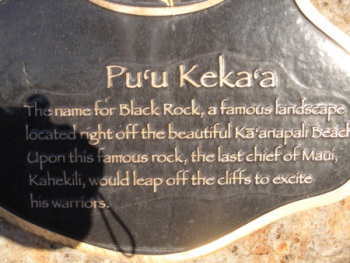 Puʻu Kekaʻa
The name for Black Rock, a famous landscape
located right off the beautiful Kāʻanapali Beach
Upon this famous rock, the last chief of Maui,
Kahekili, would leap off the cliffs to excite
his warriors.